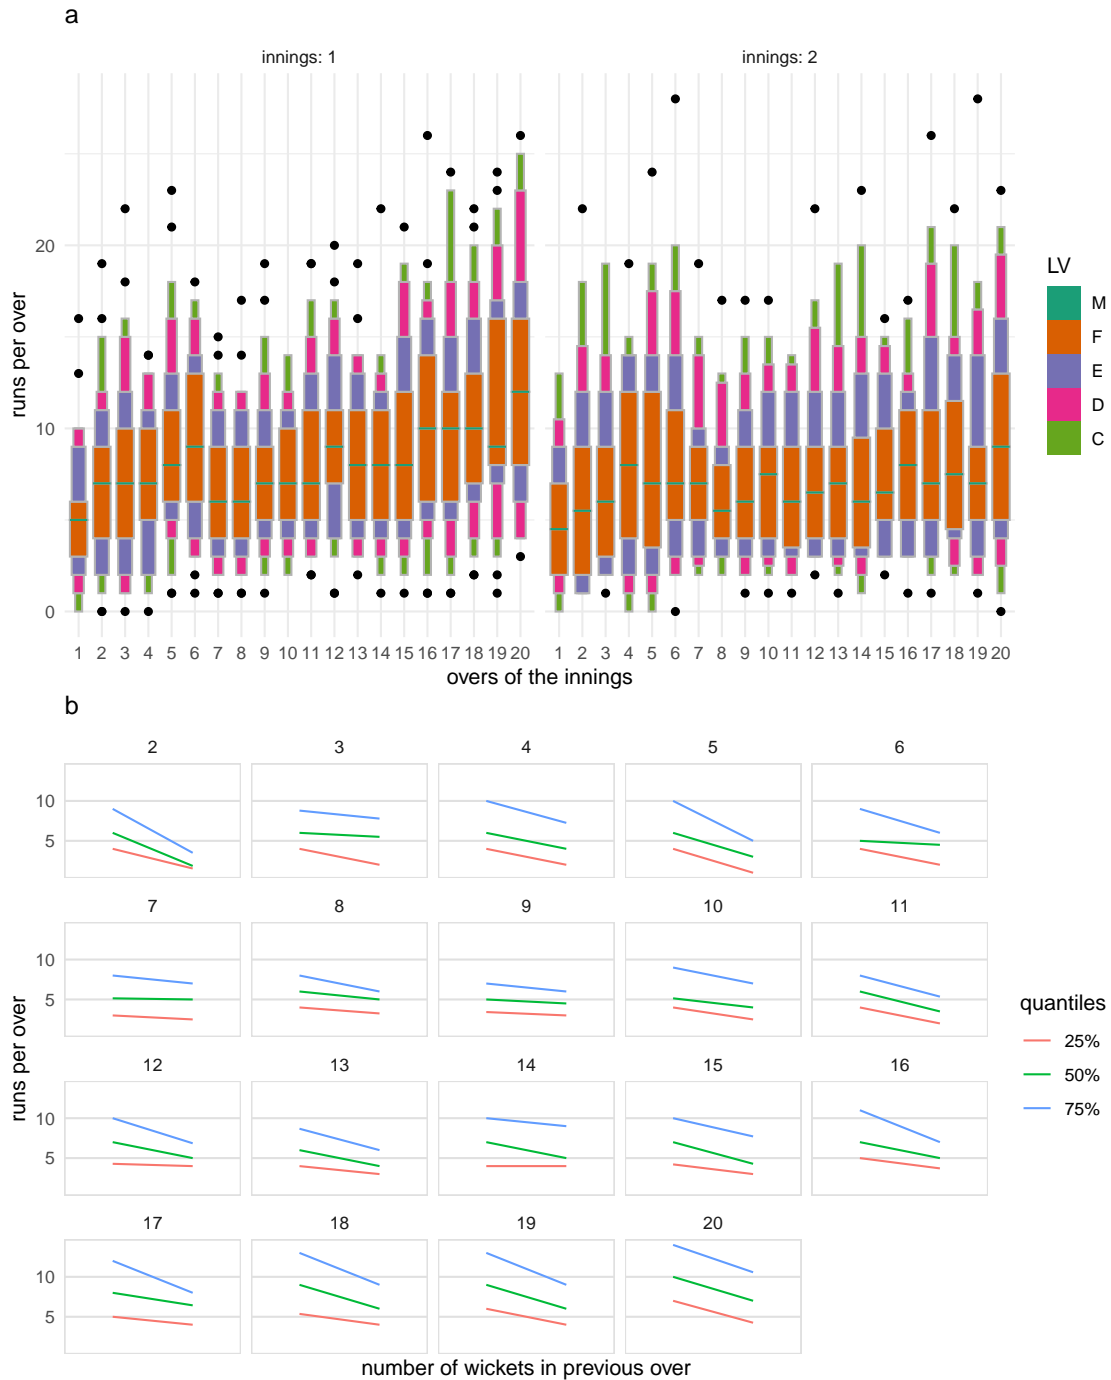 a
innings: 1
innings: 2
20
10
0
runs per over
1 2 3 4 5 6 7 8 9 10 11 12 13 14 15 16 17 18 19 20
1 2 3 4 5 6 7 8 9 10 11 12 13 14 15 16 17 18 19 20
overs of the innings
LV
M
F
E
D
C
b
2 3 4 5 6
10
5
7 8 9 10 11
10
5
12 13 14 15 16
10
5
17 18 19 20
10
5
runs per over
number of wickets in previous over
quantiles
25%
50%
75%